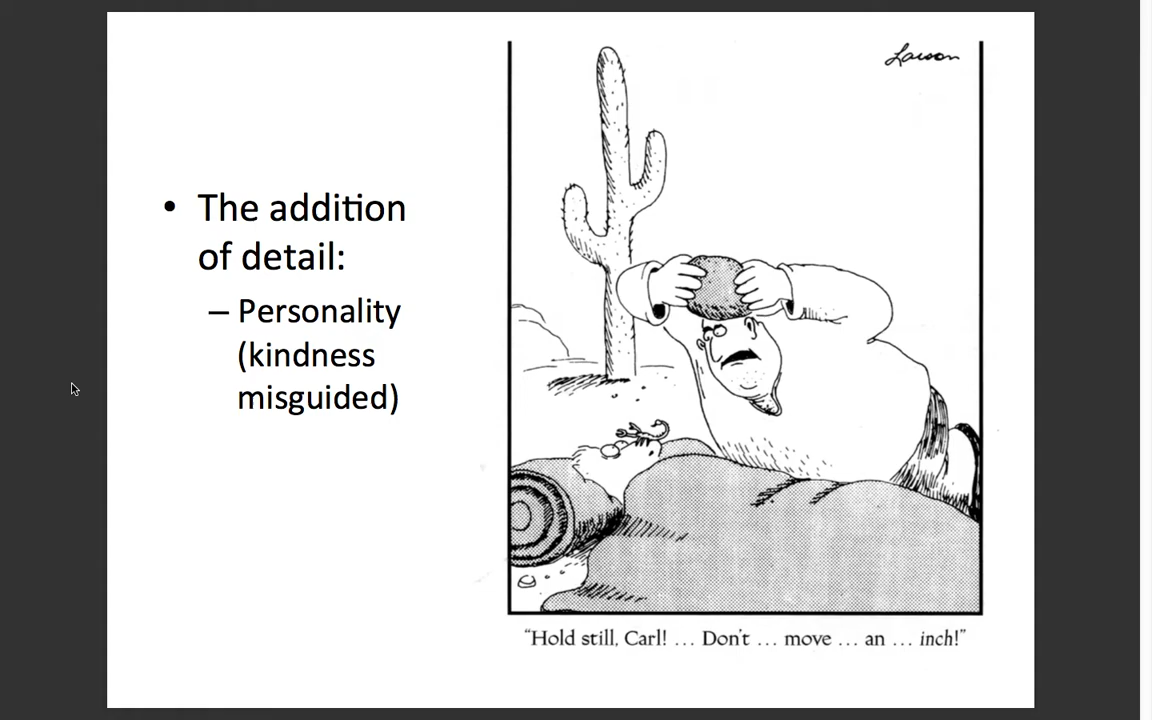 • The addition
of detail:
– Personality
(kindness
misguided)
Larson
“Hold still, Carl! ... Don't ... move ... an ... inch!”